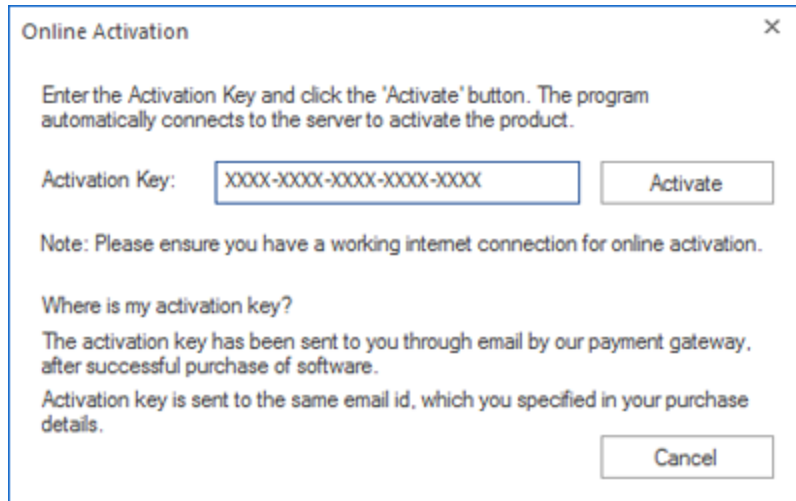 Online Activation
Enter the Activation Key and click the 'Activate' button. The program
automatically connects to the server to activate the product.
Activation Key: XXXX-XXXX-XXXX-XXXX-XXXX Activate
Note: Please ensure you have a working internet connection for online activation.
Where is my activation key?
The activation key has been sent to you through email by our payment gateway,
after successful purchase of software.
Activation key is sent to the same email id, which you specified in your purchase
details.
Cancel